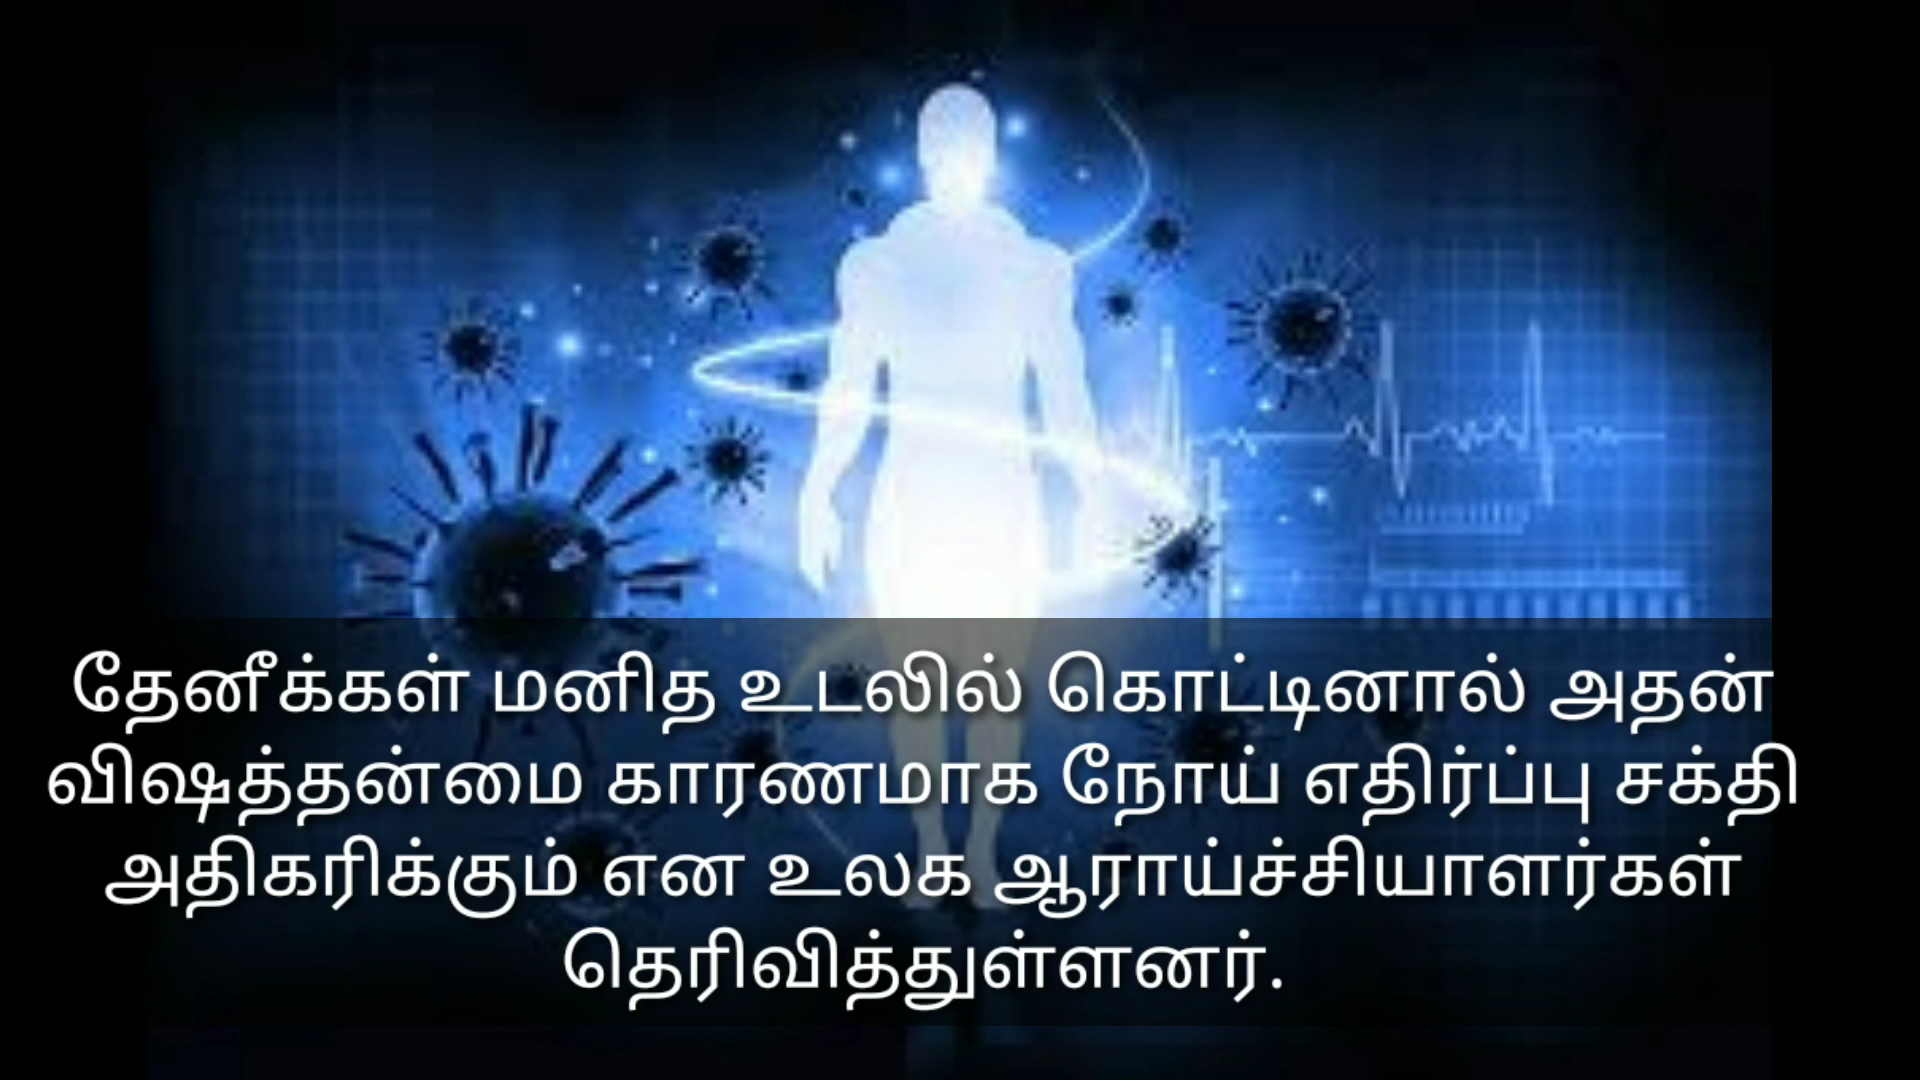 தேனீக்கள் மனித உடலில் கொட்டினால் அதன்
விஷத்தன்மை காரணமாக நோய் எதிர்ப்பு சக்தி
அதிகரிக்கும் என உலக ஆராய்ச்சியாளர்கள்
தெரிவித்துள்ளனர்.